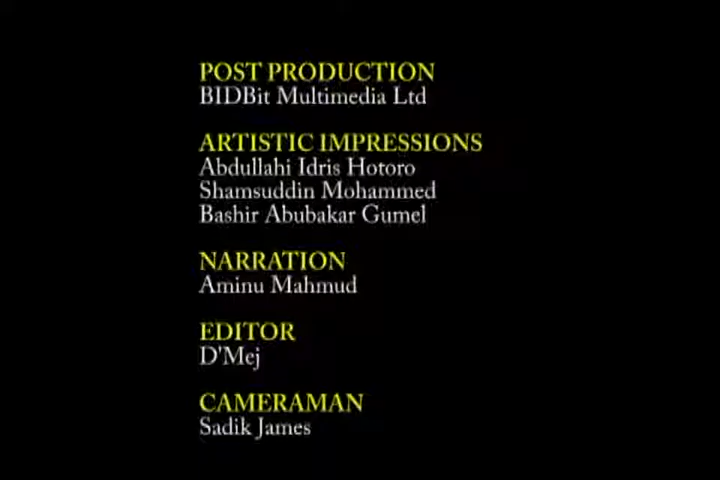 POST PRODUCTION
BIDBit Multimedia Ltd
ARTISTIC IMPRESSIONS
Abdullahi Idris Hotoro
Shamsuddin Mohammed
Bashir Abubakar Gumel
NARRATION
Aminu Mahmud
EDITOR
D'Mej
CAMERAMAN
Sadik James